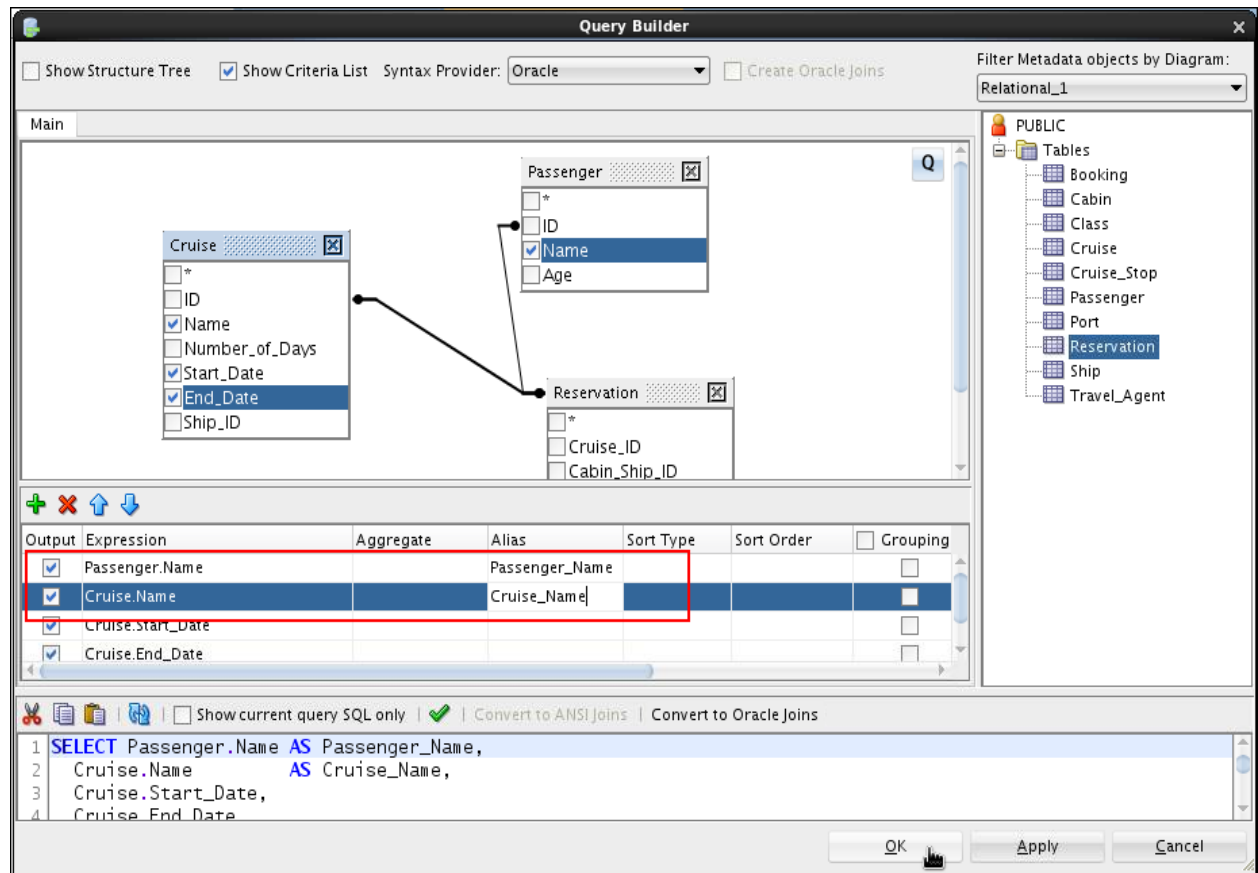 Query Builder
Show Structure Tree Show Criteria List Syntax Provider: Oracle Create Oracle Joins
Filter Metadata objects by Diagram:
Relational_1
Main
Q
Passenger
*
ID
Name
Age
Cruise
*
ID
Name
Number_of_Days
Start_Date
End_Date
Ship_ID
Reservation
*
Cruise_ID
Cabin_Ship_ID
PUBLIC
Tables
Booking
Cabin
Class
Cruise
Cruise_Stop
Passenger
Port
Reservation
Ship
Travel_Agent
Output Expression Aggregate Alias Sort Type Sort Order Grouping
Passenger.Name Passenger_Name
Cruise.Name Cruise_Name
Cruise.Start_Date
Cruise.End_Date
Show current query SQL only Convert to ANSI Joins Convert to Oracle Joins
1 SELECT Passenger.Name AS Passenger_Name,
2 Cruise.Name AS Cruise_Name,
3 Cruise.Start_Date,
4 Cruise.End_Date
OK Apply Cancel